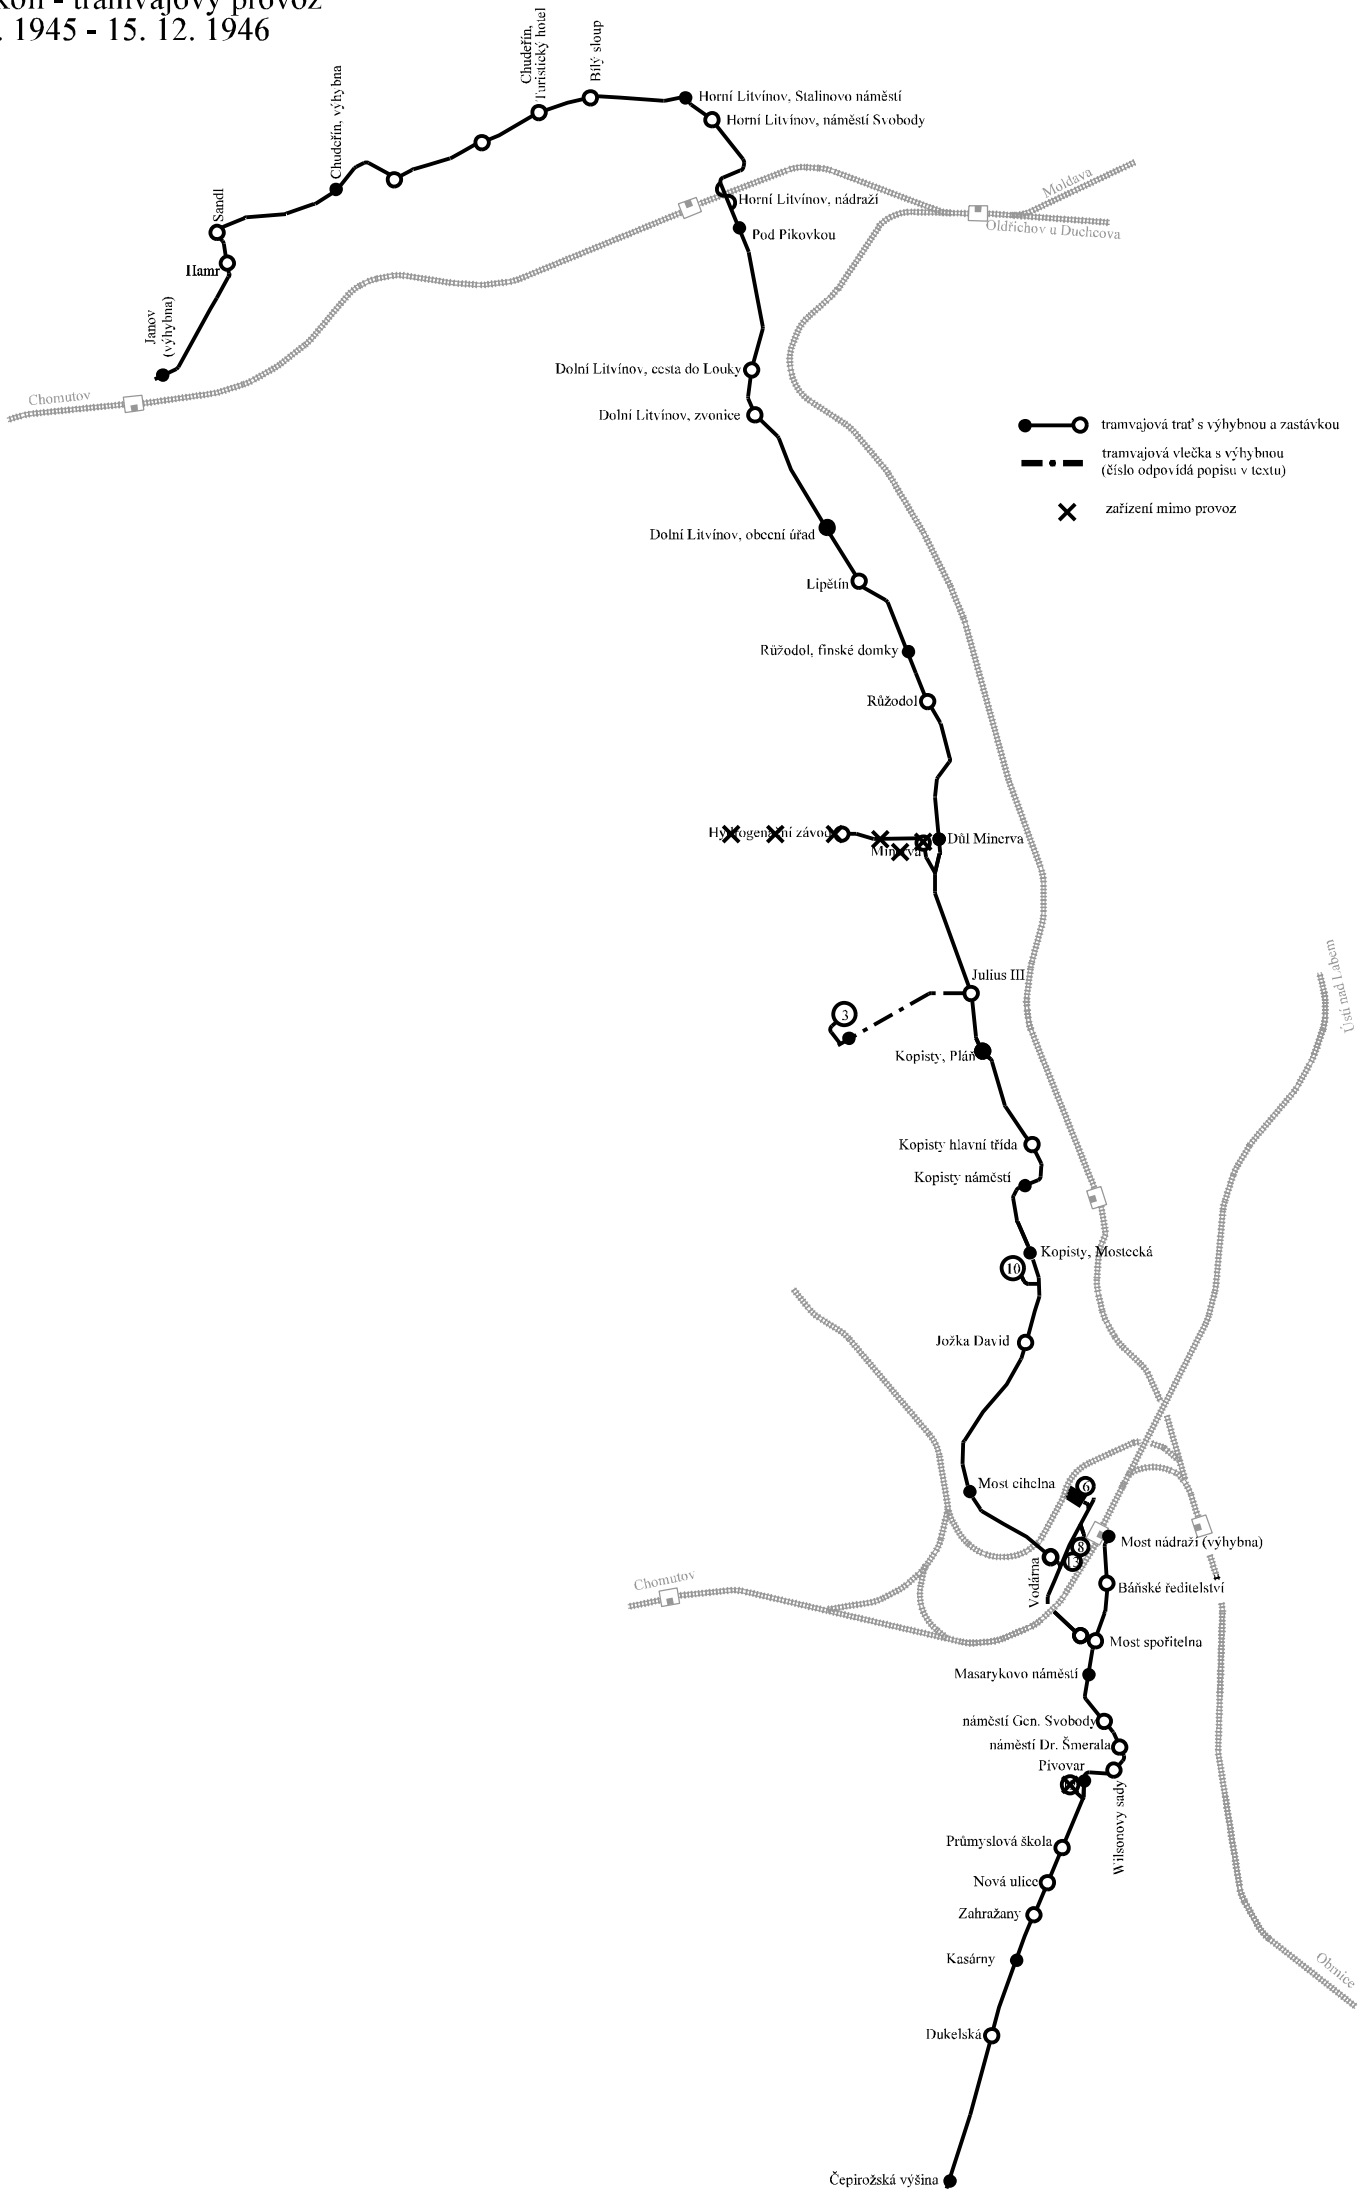 - tramvajový provoz
. 1945 - 15. 12. 1946
Chudeřín,
Turistický hotel
Bílý sloup
Chudeřín, výhybna
Horní Litvínov, Stalinovo náměstí
Horní Litvínov, náměstí Svobody
Moldava
Sandl
Horní Litvínov, nádraží
Oldřichov u Duchcova
Pod Pikovkou
Hamr
Janov
(výhybna)
Chomutov
Dolní Litvínov, cesta do Louky
Dolní Litvínov, zvonice
tramvajová trať s výhybnou a zastávkou
tramvajová vlečka s výhybnou
(číslo odpovídá popisu v textu)
zařízení mimo provoz
Dolní Litvínov, obecní úřad
Lipětín
Růžodol, finské domky
Růžodol
Hydrogenační závod
Důl Minerva
Minerva
Julius III
3
Ústí nad Labem
Kopisty, Pláň
Kopisty hlavní třída
Kopisty náměstí
Kopisty, Mostecká
10
Jožka David
Most cihelna
6
Most nádraží (výhybna)
8
13
Vodárna
Chomutov
Báňské ředitelství
Most spořitelna
Masarykovo náměstí
náměstí Gen. Svobody
náměstí Dr. Šmerala
Pivovar
Wilsonovy sady
Průmyslová škola
Nová ulice
Zahražany
Kasárny
Obrnice
Dukelská
Čepirožská výšina